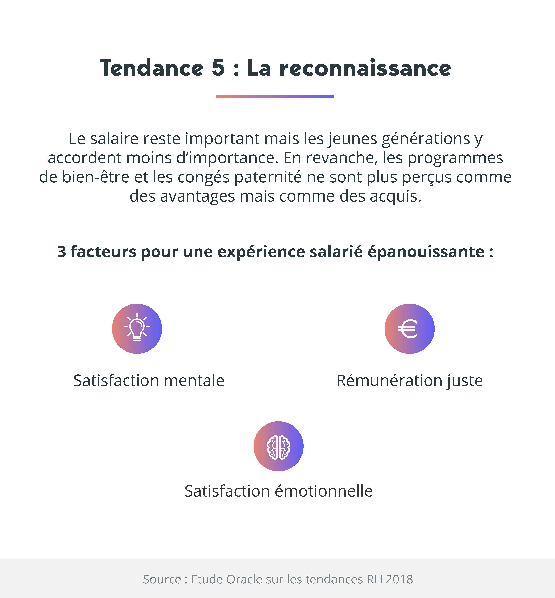 Tendance 5 : La reconnaissance
Le salaire reste important mais les jeunes générations y
accordent moins d’importance. En revanche, les programmes
de bien-être et les congés paternité ne sont plus perçus comme
des avantages mais comme des acquis.
3 facteurs pour une expérience salarié épanouissante :
Satisfaction mentale
Rémunération juste
Satisfaction émotionnelle
Source : Etude Oracle sur les tendances RH 2018